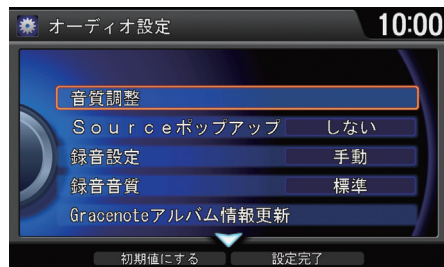 オーディオ設定 10:00
音質調整
Ｓｏｕｒｃｅポップアップ しない
録音設定 手動
録音音質 標準
Gracenoteアルバム情報更新
初期値にする 設定完了